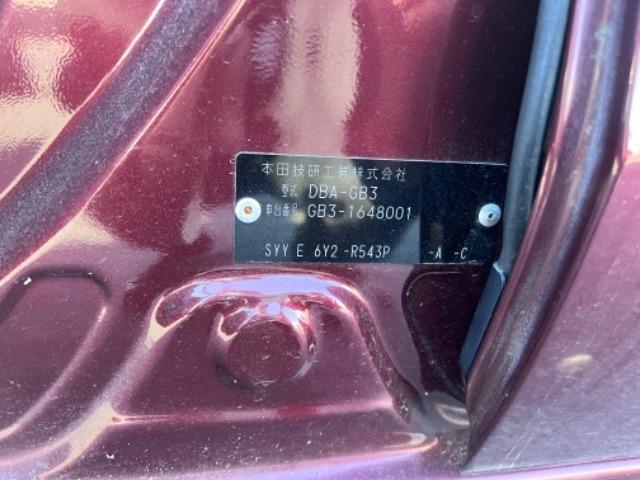 本田技研工業株式会社
型式 DBA-GB3
車台番号 GB3-1648001
SYY E 6Y2 -R543P -A -C